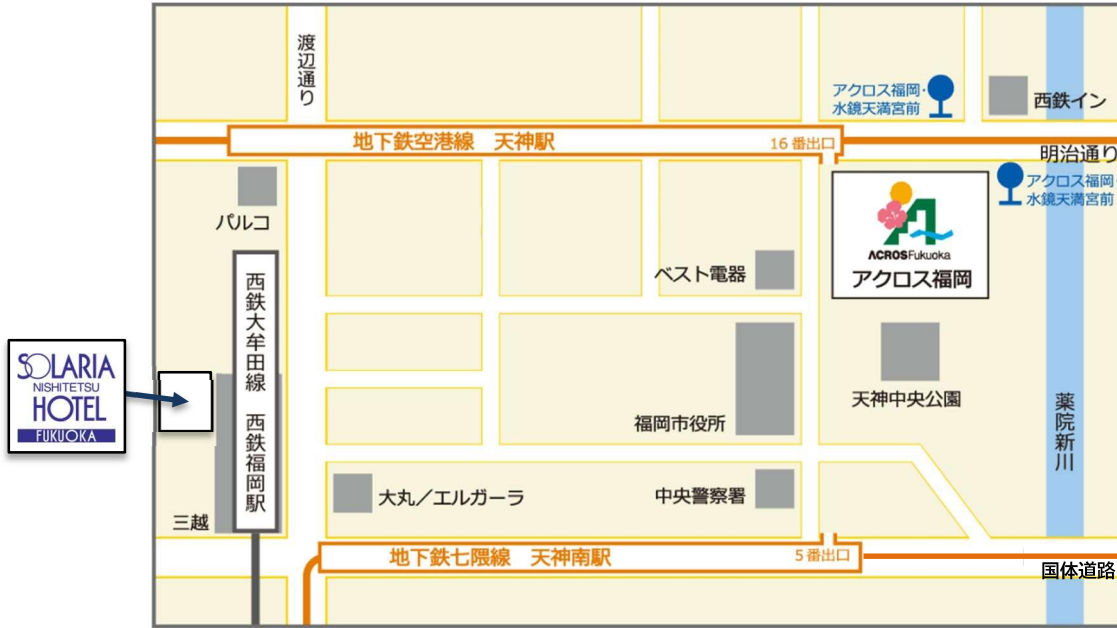 渡辺通り
アクロス福岡・
水鏡天満宮前
西鉄イン
地下鉄空港線　天神駅
16番出口
明治通り
アクロス福岡・
水鏡天満宮前
パルコ
ACROS Fukuoka
アクロス福岡
ベスト電器
西鉄大牟田線　西鉄福岡駅
SOLARIA
NISHITETSU
HOTEL
FUKUOKA
天神中央公園
薬院新川
福岡市役所
大丸／エルガーラ
中央警察署
三越
地下鉄七隈線　天神南駅
5番出口
国体道路